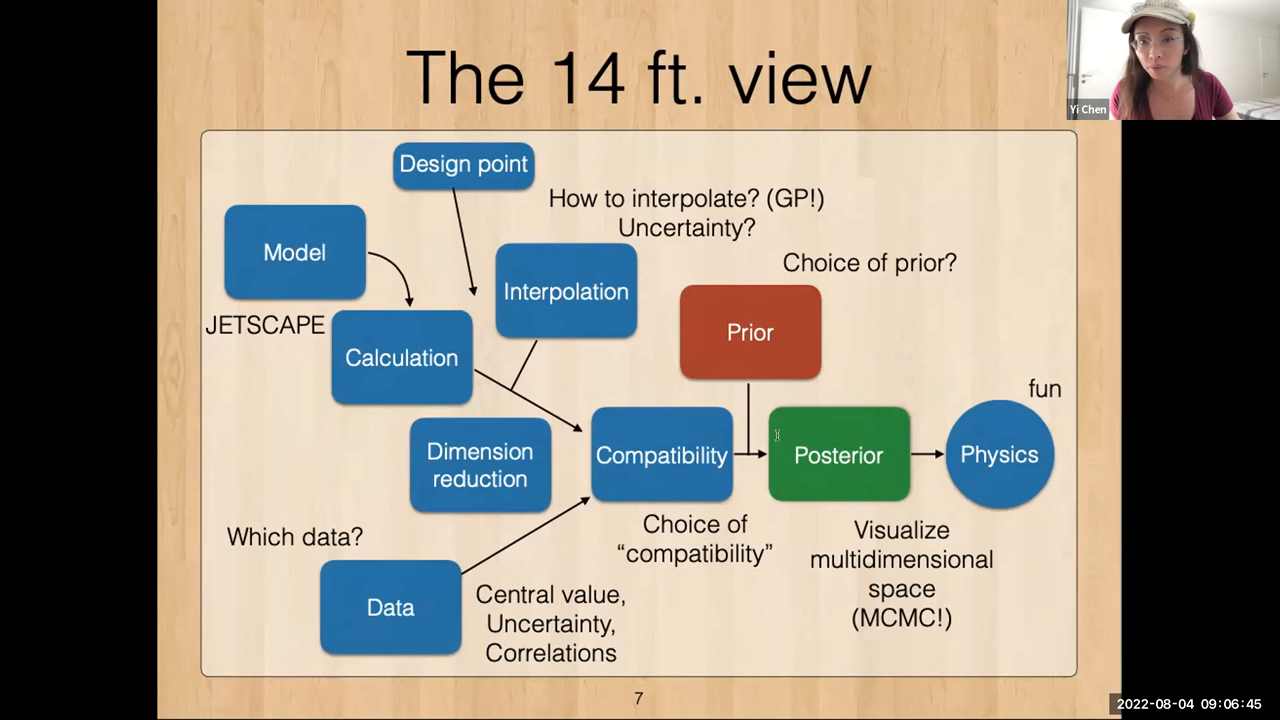 The 14 ft. view
Yi Chen
Design point
How to interpolate? (GP!)
Uncertainty?
Model
Interpolation
Choice of prior?
JETSCAPE
Calculation
Prior
fun
Dimension
reduction
Compatibility
Posterior
Physics
Which data?
Choice of
“compatibility”
Visualize
multidimensional
space
(MCMC!)
Data
Central value,
Uncertainty,
Correlations
7
2022-08-04 09:06:45